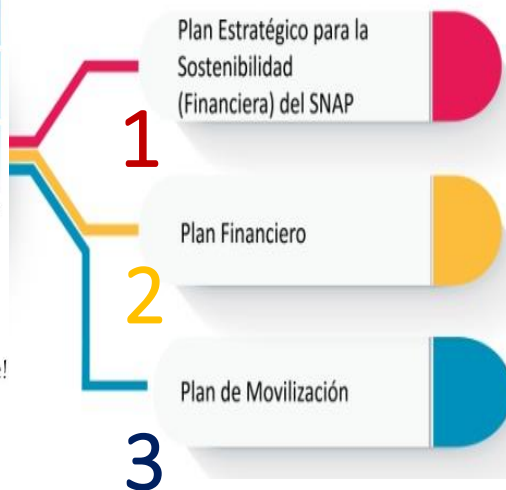 Plan Estratégico para la
Sostenibilidad
(Financiera) del SNAP
1
Plan Financiero
2
Plan de Movilización
3